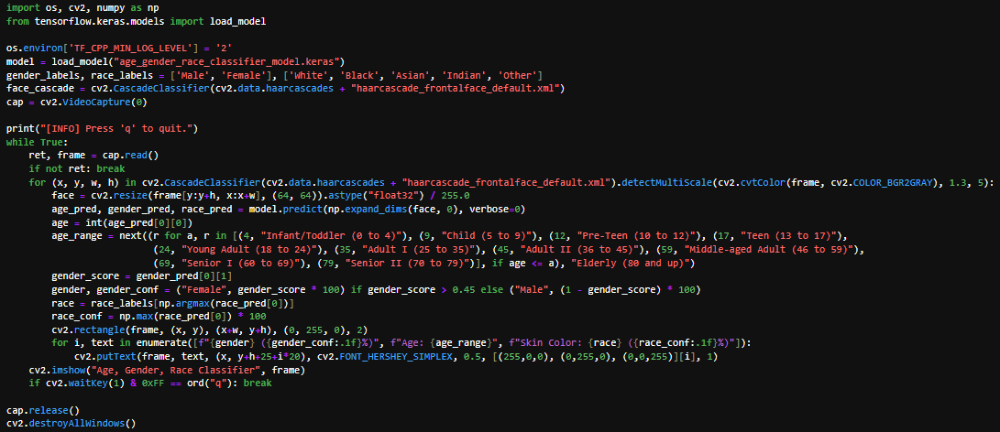 import os, cv2, numpy as np
from tensorflow.keras.models import load_model

os.environ['TF_CPP_MIN_LOG_LEVEL'] = '2'
model = load_model("age_gender_race_classifier_model.keras")
gender_labels, race_labels = ['Male', 'Female'], ['White', 'Black', 'Asian', 'Indian', 'Other']
face_cascade = cv2.CascadeClassifier(cv2.data.haarcascades + "haarcascade_frontalface_default.xml")
cap = cv2.VideoCapture(0)

print("[INFO] Press 'q' to quit.")
while True:
    ret, frame = cap.read()
    if not ret: break
    for (x, y, w, h) in cv2.CascadeClassifier(cv2.data.haarcascades + "haarcascade_frontalface_default.xml").detectMultiScale(cv2.cvtColor(frame, cv2.COLOR_BGR2GRAY), 1.3, 5):
        face = cv2.resize(frame[y:y+h, x:x+w], (64, 64)).astype("float32") / 255.0
        age_pred, gender_pred, race_pred = model.predict(np.expand_dims(face, 0), verbose=0)
        age = int(age_pred[0][0])
        age_range = next((r for a, r in [(4, "Infant/Toddler (0 to 4)"), (9, "Child (5 to 9)"), (12, "Pre-Teen (10 to 12)"), (17, "Teen (13 to 17)"),
                          (24, "Young Adult (18 to 24)"), (35, "Adult I (25 to 35)"), (45, "Adult II (36 to 45)"), (59, "Middle-aged Adult (46 to 59)"),
                          (69, "Senior I (60 to 69)"), (79, "Senior II (70 to 79)")], if age <= a), "Elderly (80 and up)")
        gender_score = gender_pred[0][1]
        gender, gender_conf = ("Female", gender_score * 100) if gender_score > 0.45 else ("Male", (1 - gender_score) * 100)
        race = race_labels[np.argmax(race_pred[0])]
        race_conf = np.max(race_pred[0]) * 100
        cv2.rectangle(frame, (x, y), (x+w, y+h), (0, 255, 0), 2)
        for i, text in enumerate([f"{gender} ({gender_conf:.1f}%)", f"Age: {age_range}", f"Skin Color: {race} ({race_conf:.1f}%)"]):
            cv2.putText(frame, text, (x, y+h+25+i*20), cv2.FONT_HERSHEY_SIMPLEX, 0.5, [(255,0,0), (0,255,0), (0,0,255)][i], 1)
    cv2.imshow("Age, Gender, Race Classifier", frame)
    if cv2.waitKey(1) & 0xFF == ord("q"): break

cap.release()
cv2.destroyAllWindows()